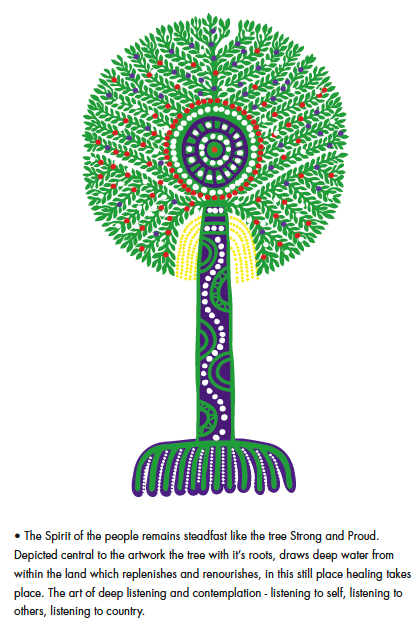 • The Spirit of the people remains steadfast like the tree Strong and Proud.
Depicted central to the artwork the tree with it's roots, draws deep water from
within the land which replenishes and renourishes, in this still place healing takes
place. The art of deep listening and contemplation - listening to self, listening to
others, listening to country.